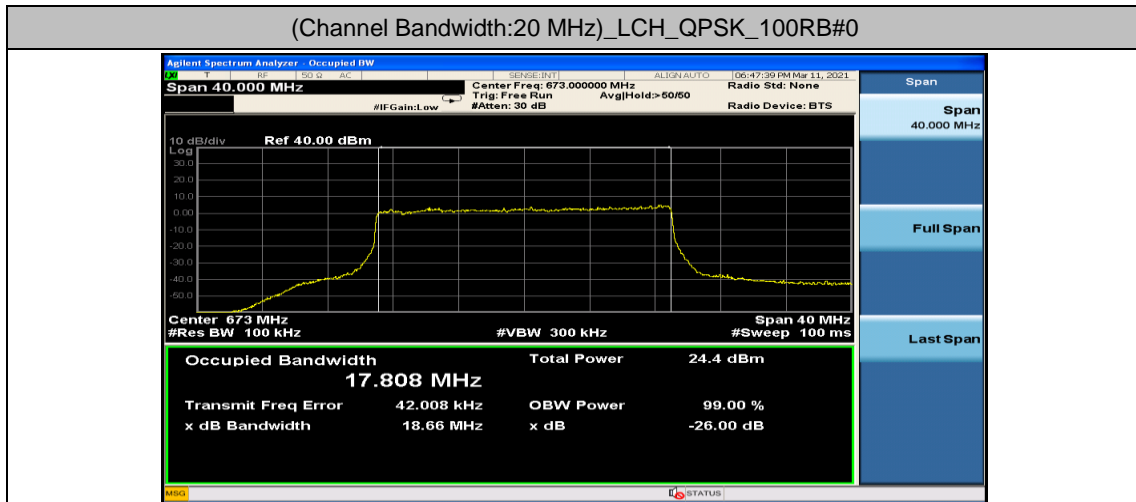 (Channel Bandwidth:20 MHz)_LCH_QPSK_100RB#0
Agilent Spectrum Analyzer - Occupied BW
LXI T RF 50 Ω AC SENSE:INT ALIGN AUTO 06:47:39 PM Mar 11, 2021
Span 40.000 MHz
Center Freq: 673.000000 MHz
Radio Std: None
Trig: Free Run Avg|Hold:>50/50
#IFGain:Low
#Atten: 30 dB
Radio Device: BTS
10 dB/div
Ref 40.00 dBm
Log
30.0
20.0
10.0
0.00
-10.0
-20.0
-30.0
-40.0
-50.0
Center 673 MHz
Span 40 MHz
#Res BW 100 kHz
#VBW 300 kHz
#Sweep 100 ms
Occupied Bandwidth
Total Power 24.4 dBm
17.808 MHz
Transmit Freq Error 42.008 kHz
OBW Power 99.00 %
x dB Bandwidth 18.66 MHz
x dB -26.00 dB
MSG
STATUS
Span
Span
40.000 MHz
Full Span
Last Span